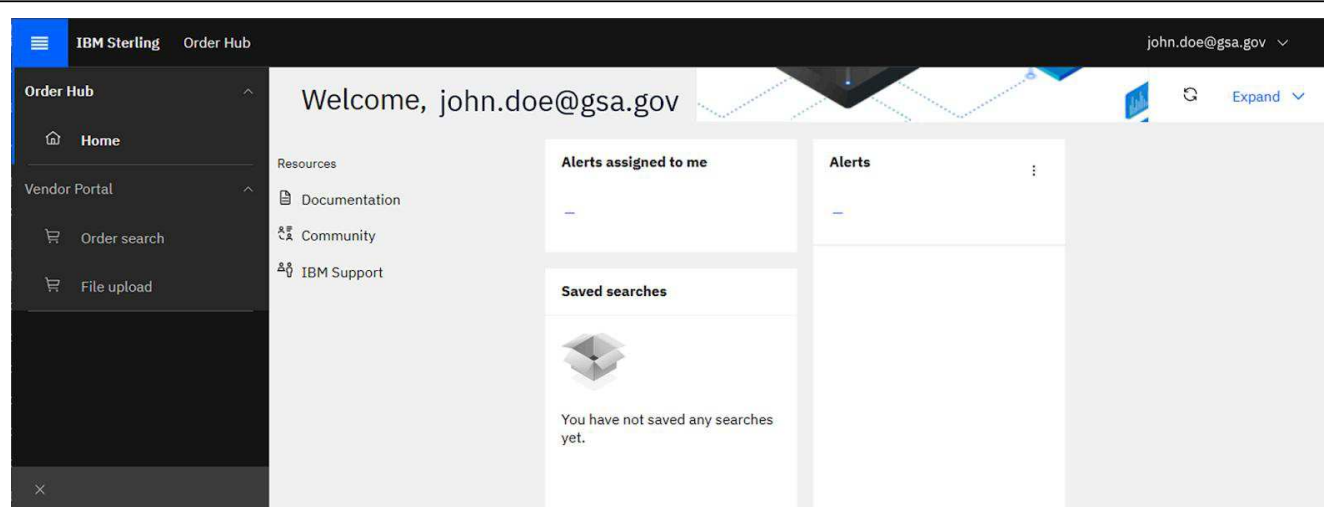 IBM Sterling Order Hub
john.doe@gsa.gov
Order Hub
Home
Vendor Portal
Order search
File upload
Welcome, john.doe@gsa.gov
Expand
Resources
Documentation
Community
IBM Support
Alerts assigned to me
–
Saved searches
You have not saved any searches
yet.
Alerts
–